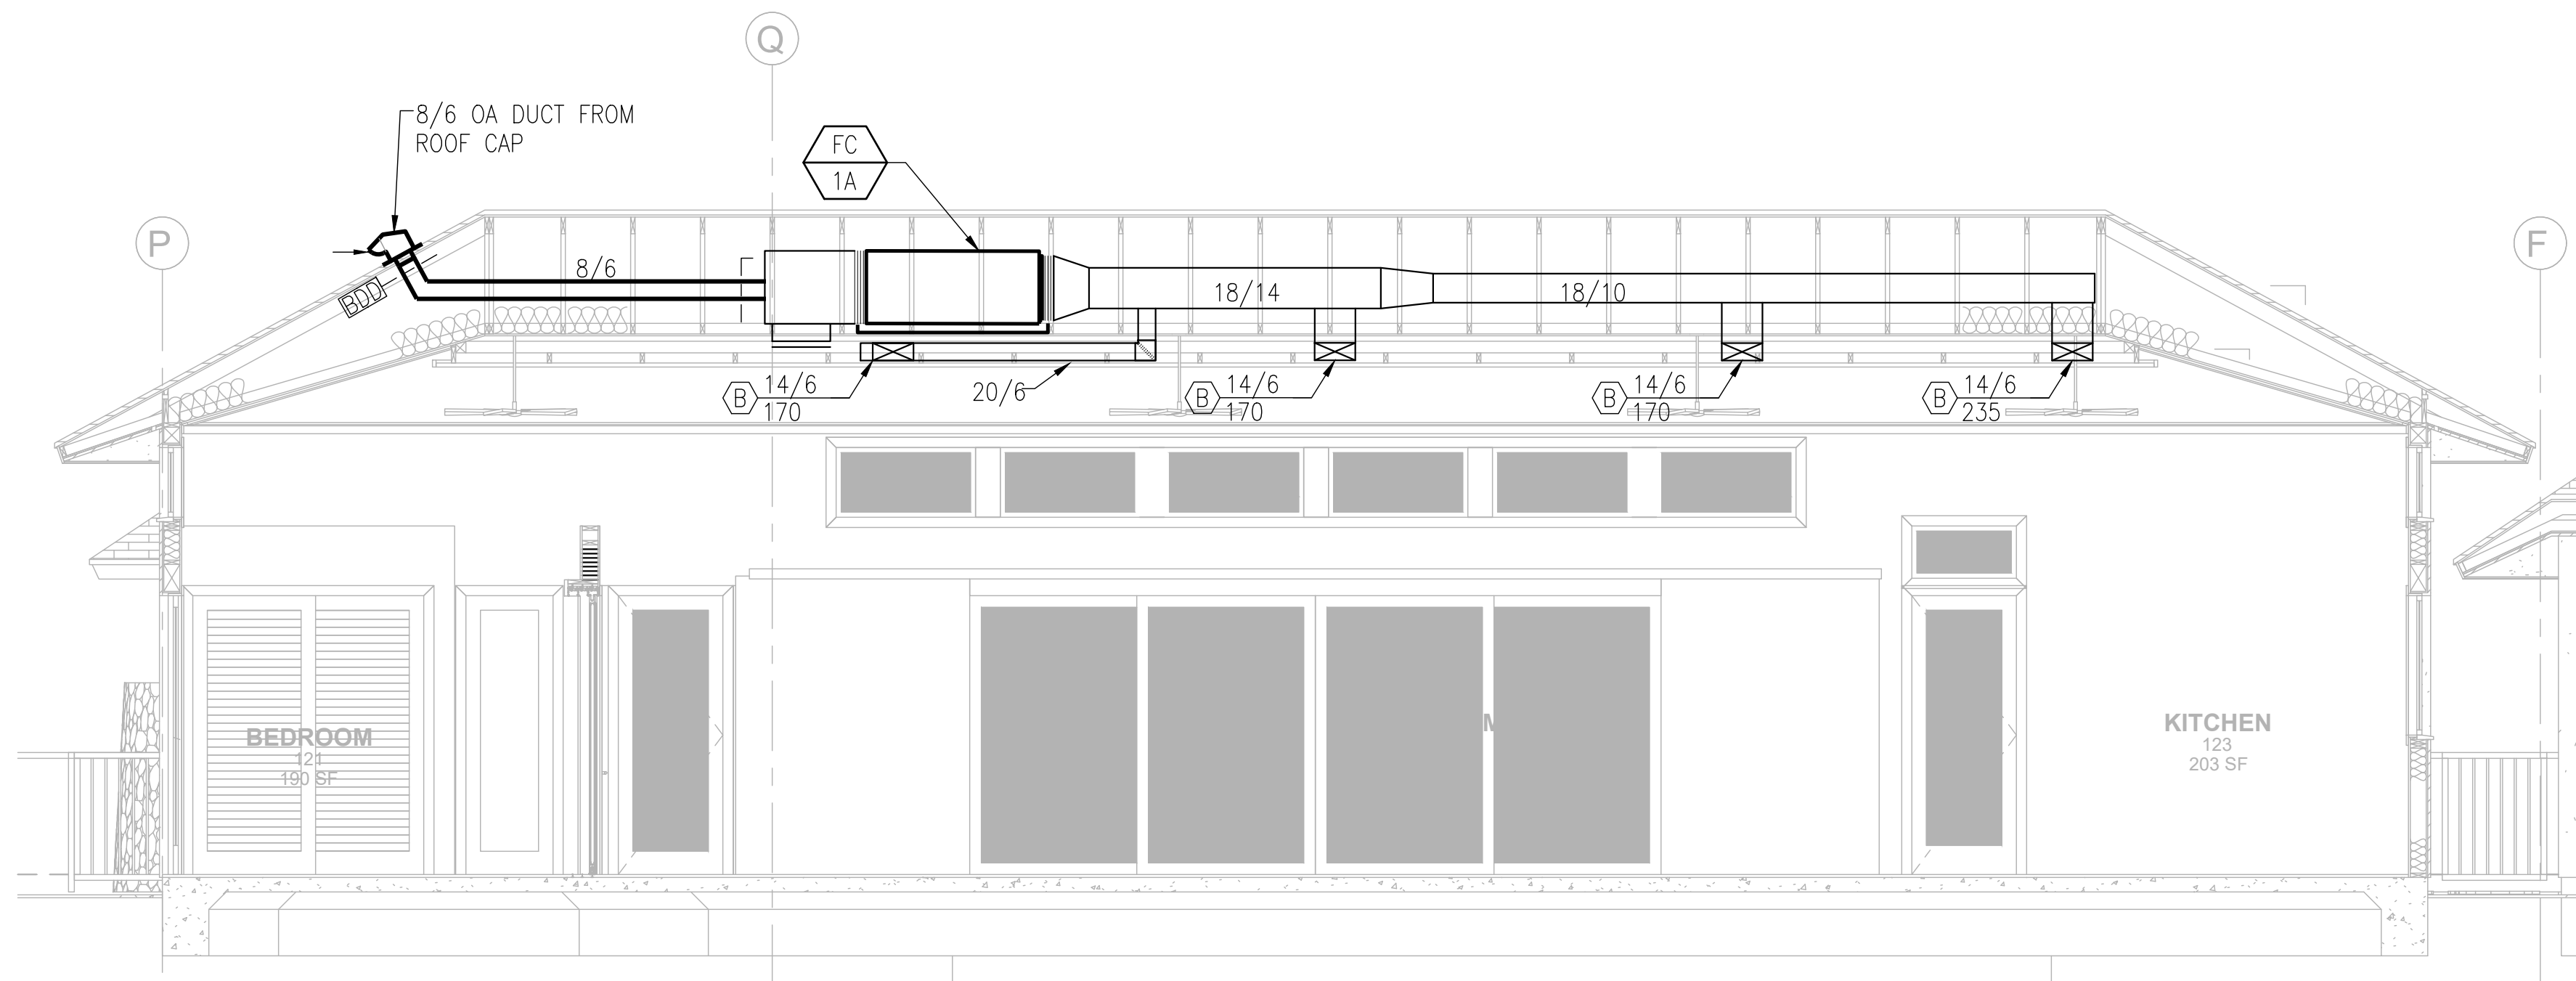 Q
8/6 OA DUCT FROM
ROOF CAP
FC
1A
P
F
8/6
BDD
18/14
18/10
B 14/6
170
20/6
B 14/6
170
B 14/6
170
B 14/6
235
BEDROOM
121
190 SF
M
KITCHEN
123
203 SF